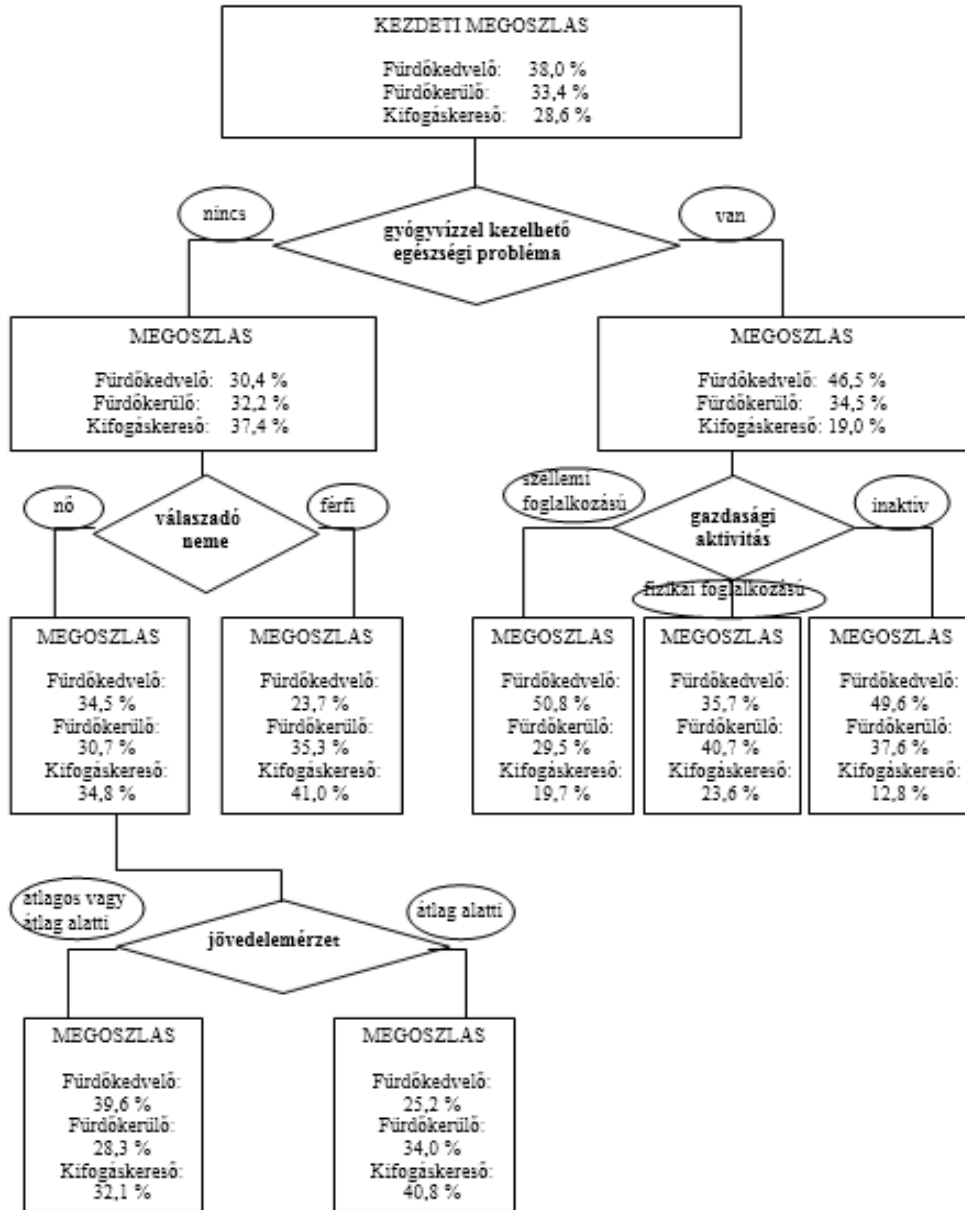 KEZDETI MEGOSZLAS
Fürdőkedvelő: 38,0 %
Fürdőkerülő: 33,4 %
Kifogáskereső: 28,6 %
nincs
gyógyvízzel kezelhető
egészségi probléma
van
MEGOSZLAS
Fürdőkedvelő: 30,4 %
Fürdőkerülő: 32,2 %
Kifogáskereső: 37,4 %
MEGOSZLAS
Fürdőkedvelő: 46,5 %
Fürdőkerülő: 34,5 %
Kifogáskereső: 19,0 %
nő
válaszadó
neme
férfi
szellemi
foglalkozású
gazdasági
aktivitás
inaktív
fizikai foglalkozású
MEGOSZLAS
Fürdőkedvelő:
34,5 %
Fürdőkerülő:
30,7 %
Kifogáskereső:
34,8 %
MEGOSZLAS
Fürdőkedvelő:
23,7 %
Fürdőkerülő:
35,3 %
Kifogáskereső:
41,0 %
MEGOSZLAS
Fürdőkedvelő:
50,8 %
Fürdőkerülő:
29,5 %
Kifogáskereső:
19,7 %
MEGOSZLAS
Fürdőkedvelő:
35,7 %
Fürdőkerülő:
40,7 %
Kifogáskereső:
23,6 %
MEGOSZLAS
Fürdőkedvelő:
49,6 %
Fürdőkerülő:
37,6 %
Kifogáskereső:
12,8 %
átlagos vagy
átlag alatti
jövedelemérzet
átlag alatti
MEGOSZLAS
Fürdőkedvelő:
39,6 %
Fürdőkerülő:
28,3 %
Kifogáskereső:
32,1 %
MEGOSZLAS
Fürdőkedvelő:
25,2 %
Fürdőkerülő:
34,0 %
Kifogáskereső:
40,8 %